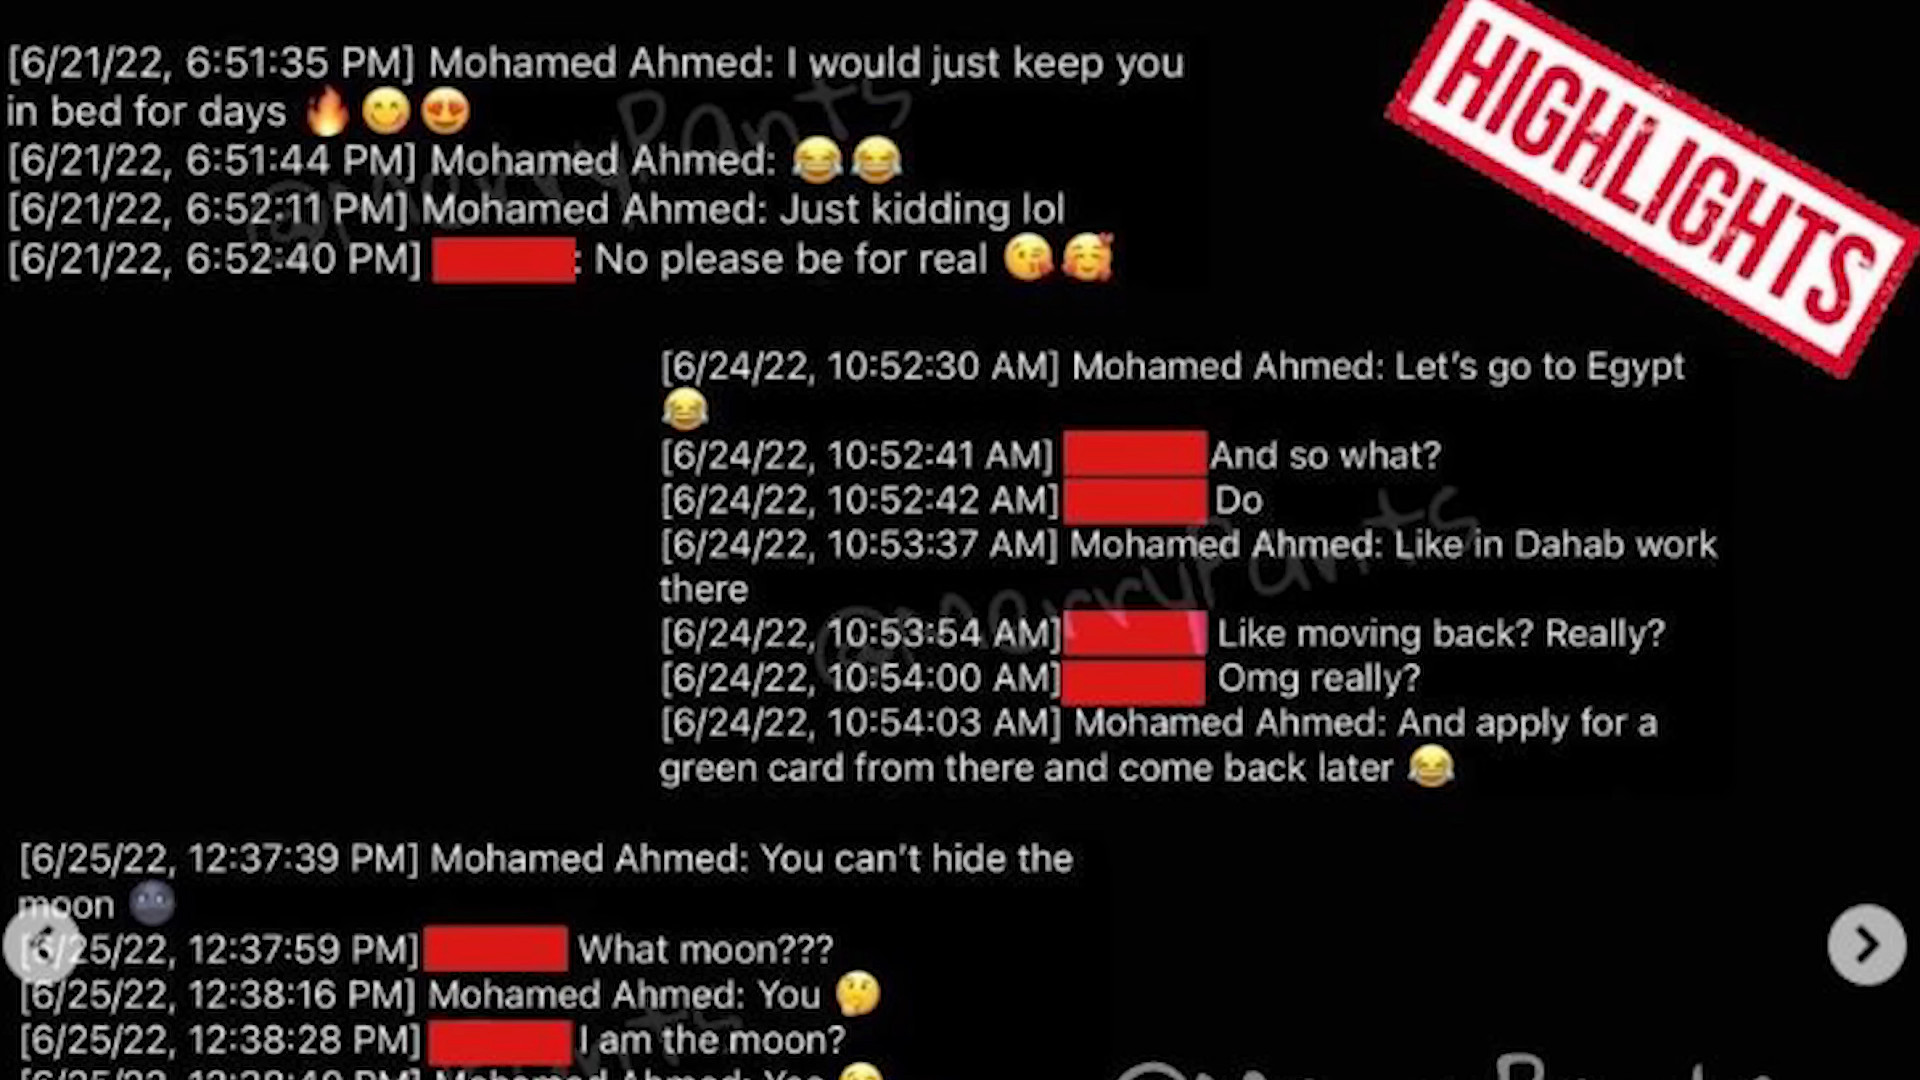 [6/21/22, 6:51:35 PM] Mohamed Ahmed: I would just keep you
in bed for days 🔥😋😍
[6/21/22, 6:51:44 PM] Mohamed Ahmed: 😂😂
[6/21/22, 6:52:11 PM] Mohamed Ahmed: Just kidding lol
[6/21/22, 6:52:40 PM] : No please be for real 😘🥰
HIGHLIGHTS
@MerryPants
[6/24/22, 10:52:30 AM] Mohamed Ahmed: Let's go to Egypt
😂
[6/24/22, 10:52:41 AM] And so what?
[6/24/22, 10:52:42 AM] Do
[6/24/22, 10:53:37 AM] Mohamed Ahmed: Like in Dahab work
there
[6/24/22, 10:53:54 AM] Like moving back? Really?
[6/24/22, 10:54:00 AM] Omg really?
[6/24/22, 10:54:03 AM] Mohamed Ahmed: And apply for a
green card from there and come back later 😂
@MerryPants
[6/25/22, 12:37:39 PM] Mohamed Ahmed: You can't hide the
moon 🌚
[6/25/22, 12:37:59 PM] What moon???
[6/25/22, 12:38:16 PM] Mohamed Ahmed: You 🤔
[6/25/22, 12:38:28 PM] I am the moon?
Mohamed Ahmed: Yes